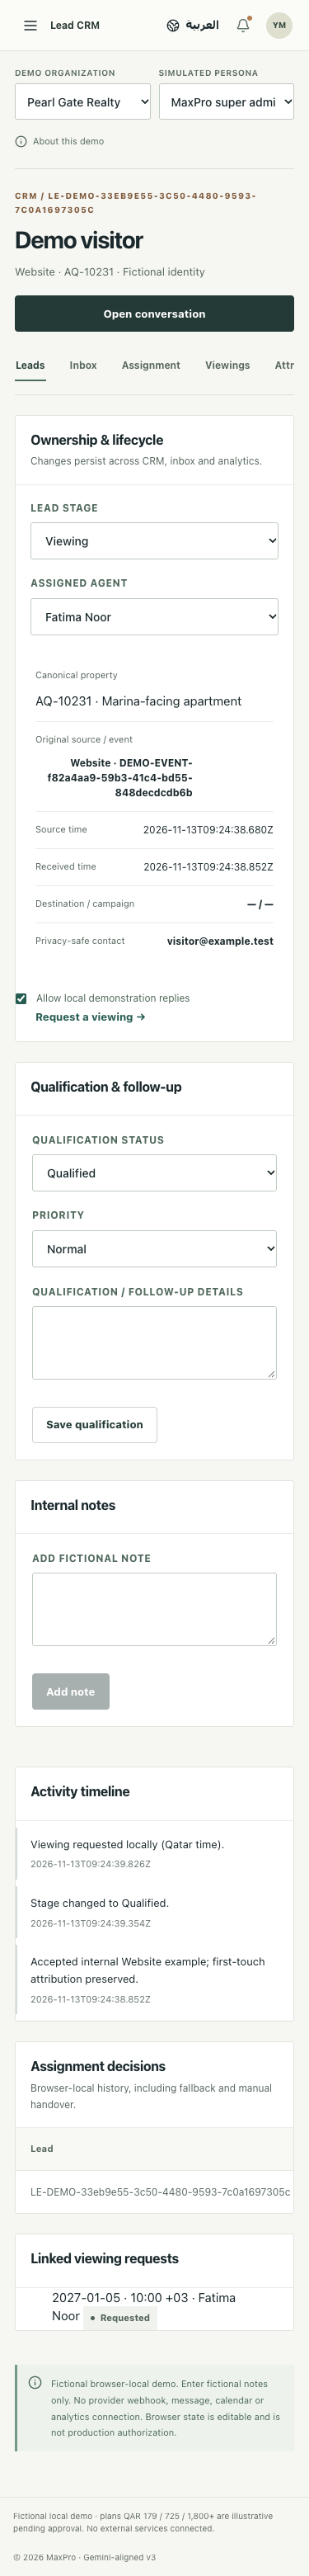 Lead CRM
العربية
YM
DEMO ORGANIZATION
SIMULATED PERSONA
Pearl Gate Realty
MaxPro super admi
About this demo
CRM / LE-DEMO-33EB9E55-3C50-4480-9593-
7C0A1697305C
Demo visitor
Website · AQ-10231 · Fictional identity
Open conversation
Leads Inbox Assignment Viewings Attr
Ownership & lifecycle
Changes persist across CRM, inbox and analytics.
LEAD STAGE
Viewing
ASSIGNED AGENT
Fatima Noor
Canonical property
AQ-10231 · Marina-facing apartment
Original source / event
Website · DEMO-EVENT-
f82a4aa9-59b3-41c4-bd55-
848decdcdb6b
Source time 2026-11-13T09:24:38.680Z
Received time 2026-11-13T09:24:38.852Z
Destination / campaign — / —
Privacy-safe contact visitor@example.test
Allow local demonstration replies
Request a viewing →
Qualification & follow-up
QUALIFICATION STATUS
Qualified
PRIORITY
Normal
QUALIFICATION / FOLLOW-UP DETAILS
Save qualification
Internal notes
ADD FICTIONAL NOTE
Add note
Activity timeline
Viewing requested locally (Qatar time).
2026-11-13T09:24:39.826Z
Stage changed to Qualified.
2026-11-13T09:24:39.354Z
Accepted internal Website example; first-touch
attribution preserved.
2026-11-13T09:24:38.852Z
Assignment decisions
Browser-local history, including fallback and manual
handover.
Lead
LE-DEMO-33eb9e55-3c50-4480-9593-7c0a1697305c
Linked viewing requests
2027-01-05 · 10:00 +03 · Fatima
Noor • Requested
Fictional browser-local demo. Enter fictional notes
only. No provider webhook, message, calendar or
analytics connection. Browser state is editable and is
not production authorization.
Fictional local demo · plans QAR 179 / 725 / 1,800+ are illustrative
pending approval. No external services connected.
© 2026 MaxPro · Gemini-aligned v3